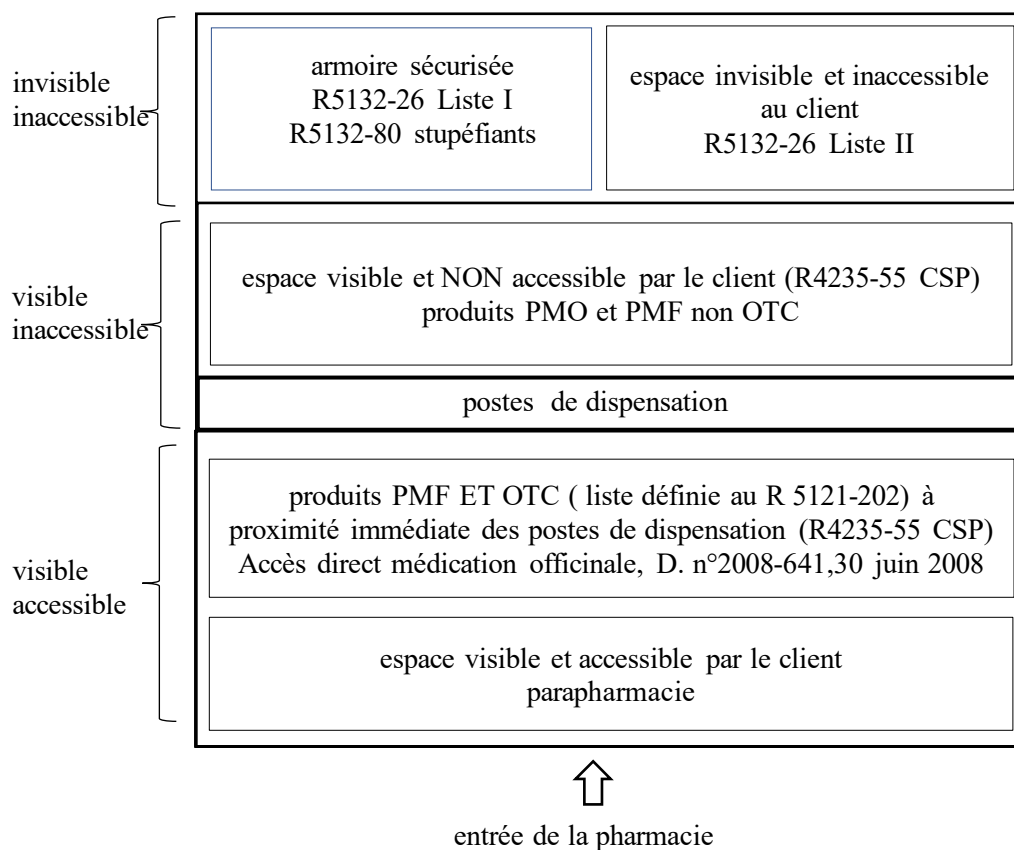 invisible
inaccessible
armoire sécurisée
R5132-26 Liste I
R5132-80 stupéfiants
espace invisible et inaccessible
au client
R5132-26 Liste II
visible
inaccessible
espace visible et NON accessible par le client (R4235-55 CSP)
produits PMO et PMF non OTC
postes de dispensation
visible
accessible
produits PMF ET OTC ( liste définie au R 5121-202) à
proximité immédiate des postes de dispensation (R4235-55 CSP)
Accès direct médication officinale, D. n°2008-641,30 juin 2008
espace visible et accessible par le client
parapharmacie
entrée de la pharmacie